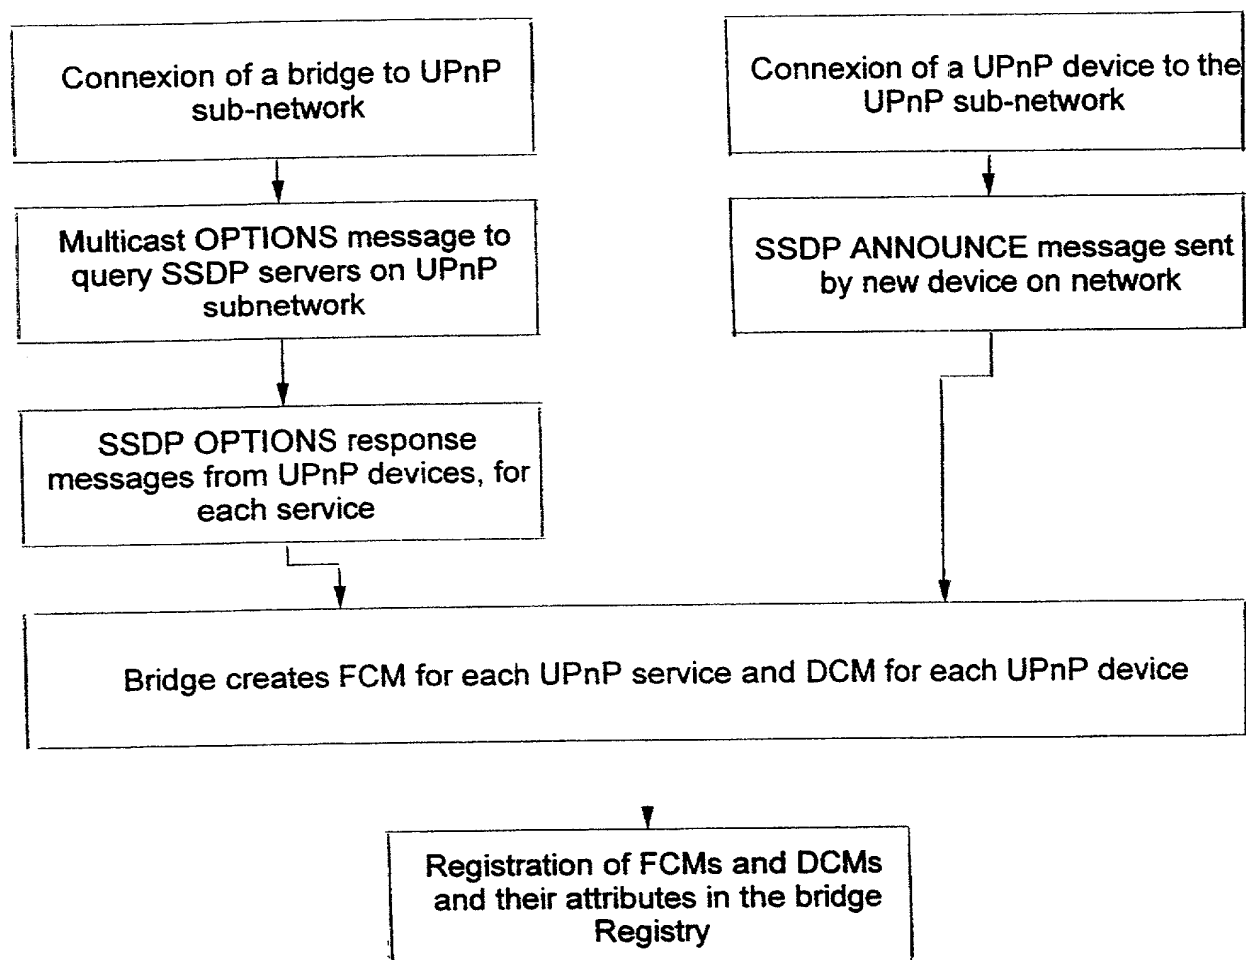 Connexion of a bridge to UPnP
sub-network
Connexion of a UPnP device to the
UPnP sub-network
Multicast OPTIONS message to
query SSDP servers on UPnP
subnetwork
SSDP ANNOUNCE message sent
by new device on network
SSDP OPTIONS response
messages from UPnP devices, for
each service
Bridge creates FCM for each UPnP service and DCM for each UPnP device
Registration of FCMs and DCMs
and their attributes in the bridge
Registry